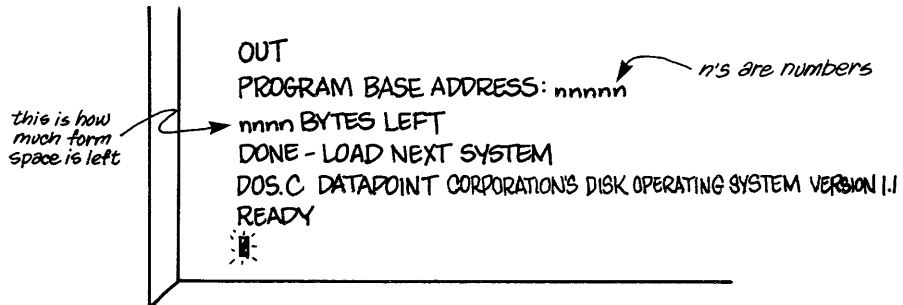 OUT
PROGRAM BASE ADDRESS: nnnnn
n's are numbers
this is how
much form
space is left
nnnn BYTES LEFT
DONE - LOAD NEXT SYSTEM
DOS.C DATAPOINT CORPORATION'S DISK OPERATING SYSTEM VERSION 1.1
READY